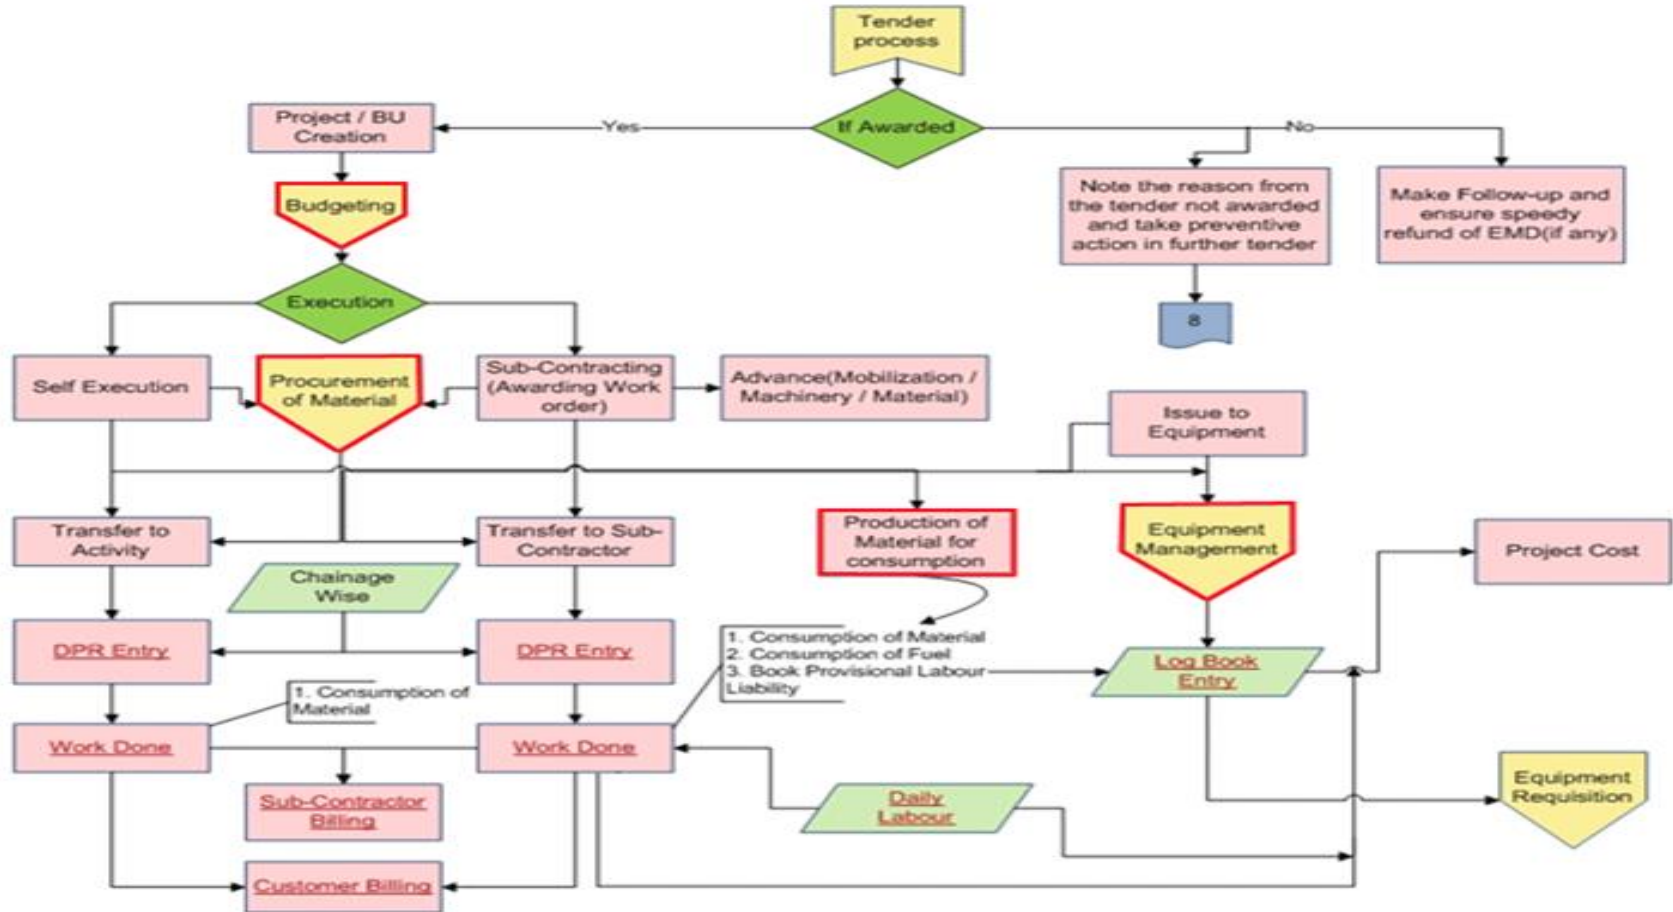 Tender
process
If Awarded
Yes
No
Project / BU
Creation
Note the reason from
the tender not awarded
and take preventive
action in further tender
Make Follow-up and
ensure speedy
refund of EMD(if any)
Budgeting
8
Execution
Self Execution
Procurement
of Material
Sub-Contracting
(Awarding Work
order)
Advance(Mobilization /
Machinery / Material)
Issue to
Equipment
Transfer to
Activity
Transfer to Sub-
Contractor
Production of
Material for
consumption
Equipment
Management
Project Cost
Chainage
Wise
DPR Entry
DPR Entry
1. Consumption of Material
2. Consumption of Fuel
3. Book Provisional Labour
Liability
Log Book
Entry
1. Consumption of
Material
Work Done
Work Done
Sub-Contractor
Billing
Daily
Labour
Equipment
Requisition
Customer Billing